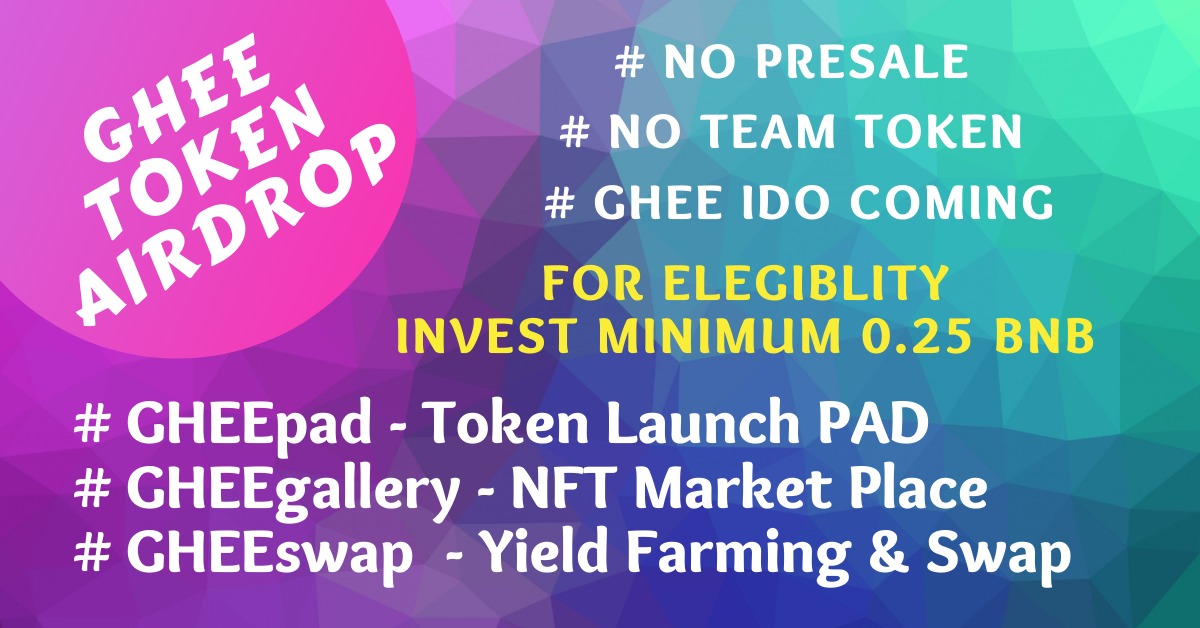 GHEE
TOKEN
AIRDROP
# NO PRESALE
# NO TEAM TOKEN
# GHEE IDO COMING
FOR ELEGIBLITY
INVEST MINIMUM 0.25 BNB
# GHEEpad - Token Launch PAD
# GHEEgallery - NFT Market Place
# GHEEswap - Yield Farming & Swap